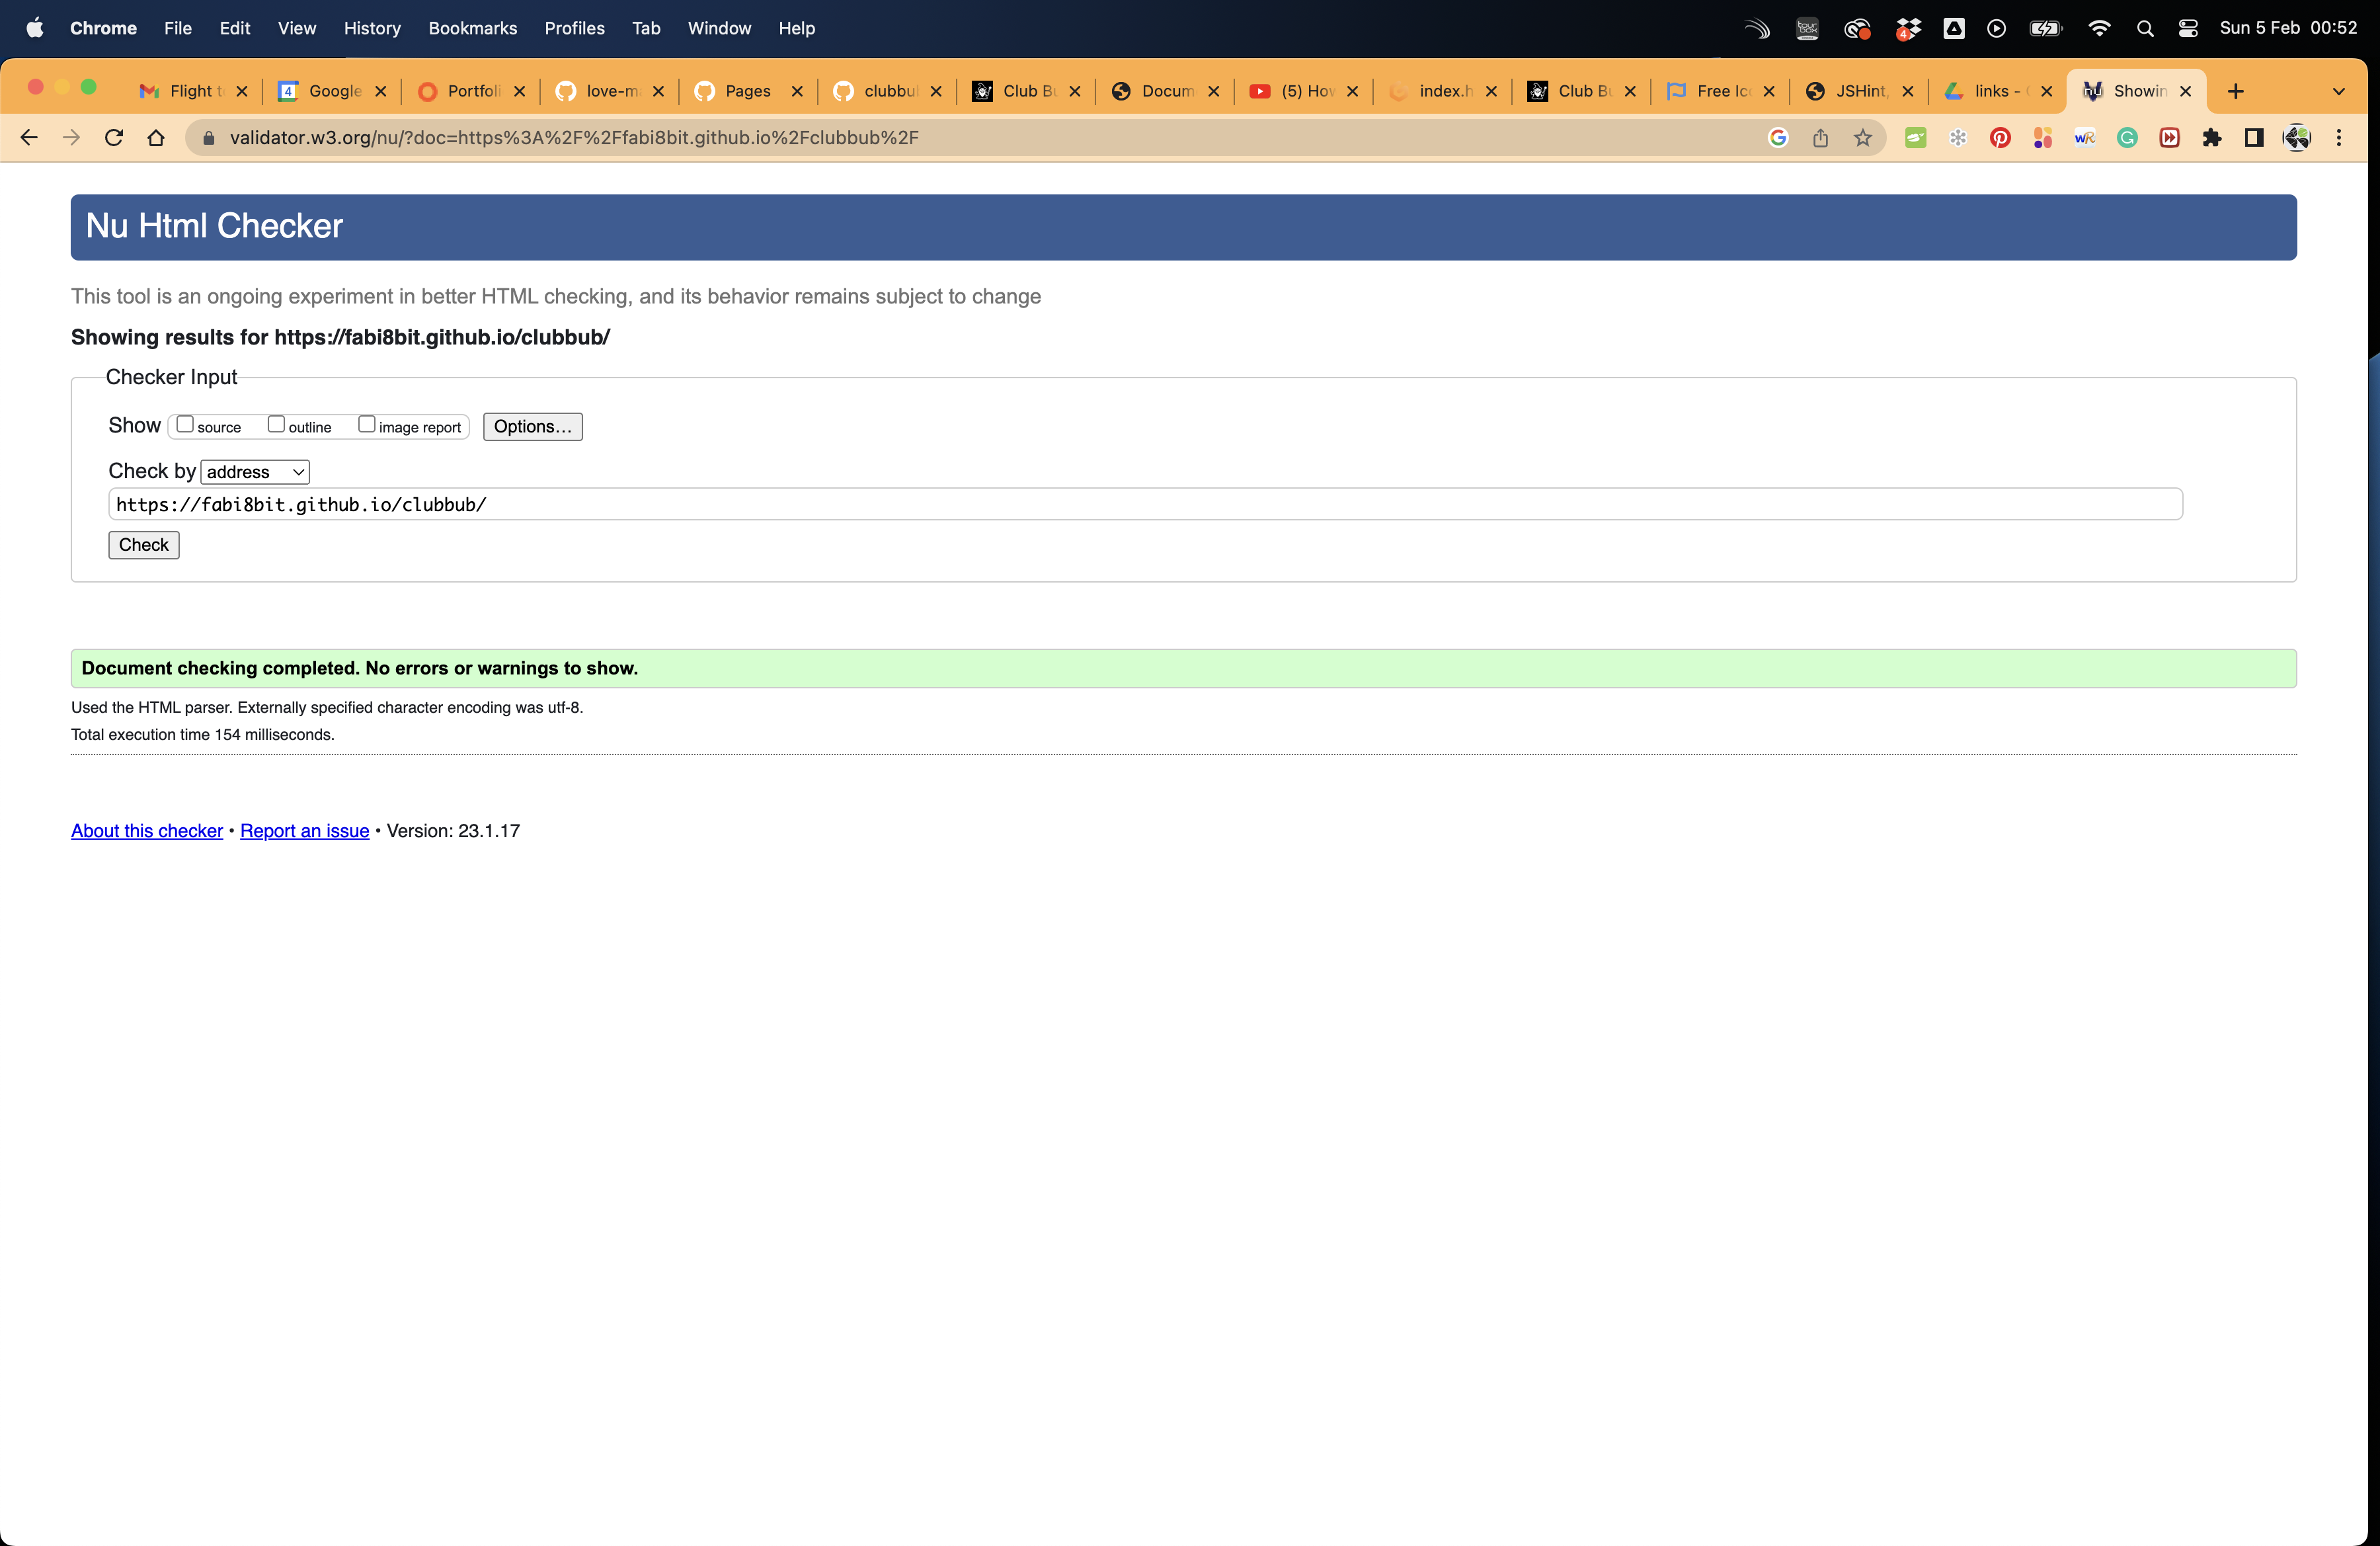 Chrome File Edit View History Bookmarks Profiles Tab Window Help Sun 5 Feb 00:52
Flight Google Portfoli love-m Pages clubbul Club Docum (5) How index.h Club Free JSHint, links - Showin
validator.w3.org/nu/?doc=https%3A%2F%2Ffabi8bit.github.io%2Fclubbub%2F
Nu Html Checker
This tool is an ongoing experiment in better HTML checking, and its behavior remains subject to change
Showing results for https://fabi8bit.github.io/clubbub/
Checker Input
Show source outline image report Options...
Check by address
https://fabi8bit.github.io/clubbub/
Check
Document checking completed. No errors or warnings to show.
Used the HTML parser. Externally specified character encoding was utf-8.
Total execution time 154 milliseconds.
About this checker • Report an issue • Version: 23.1.17